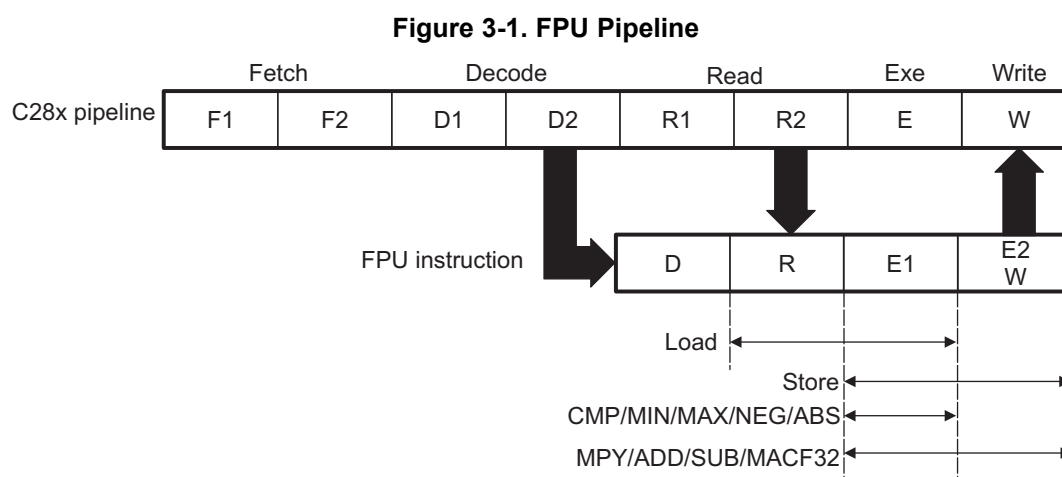 Figure 3-1. FPU Pipeline
Fetch Decode Read Exe Write
C28x pipeline F1 F2 D1 D2 R1 R2 E W
FPU instruction D R E1 E2
W
Load
Store
CMP/MIN/MAX/NEG/ABS
MPY/ADD/SUB/MACF32